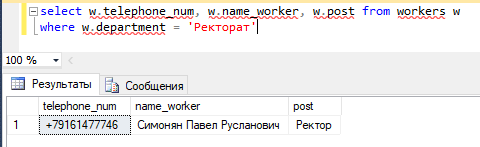 select w.telephone_num, w.name_worker, w.post from workers w
where w.department = 'Ректорат'
100 %
Результаты Сообщения
telephone_num name_worker post
1 +79161477746 Симонян Павел Русланович Ректор